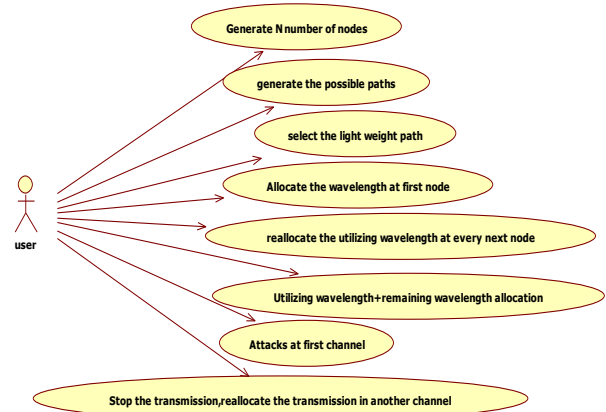 Generate N number of nodes
generate the possible paths
select the light weight path
Allocate the wavelength at first node
user
reallocate the utilizing wavelength at every next node
Utilizing wavelength+remaining wavelength allocation
Attacks at first channel
Stop the transmission,reallocate the transmission in another channel